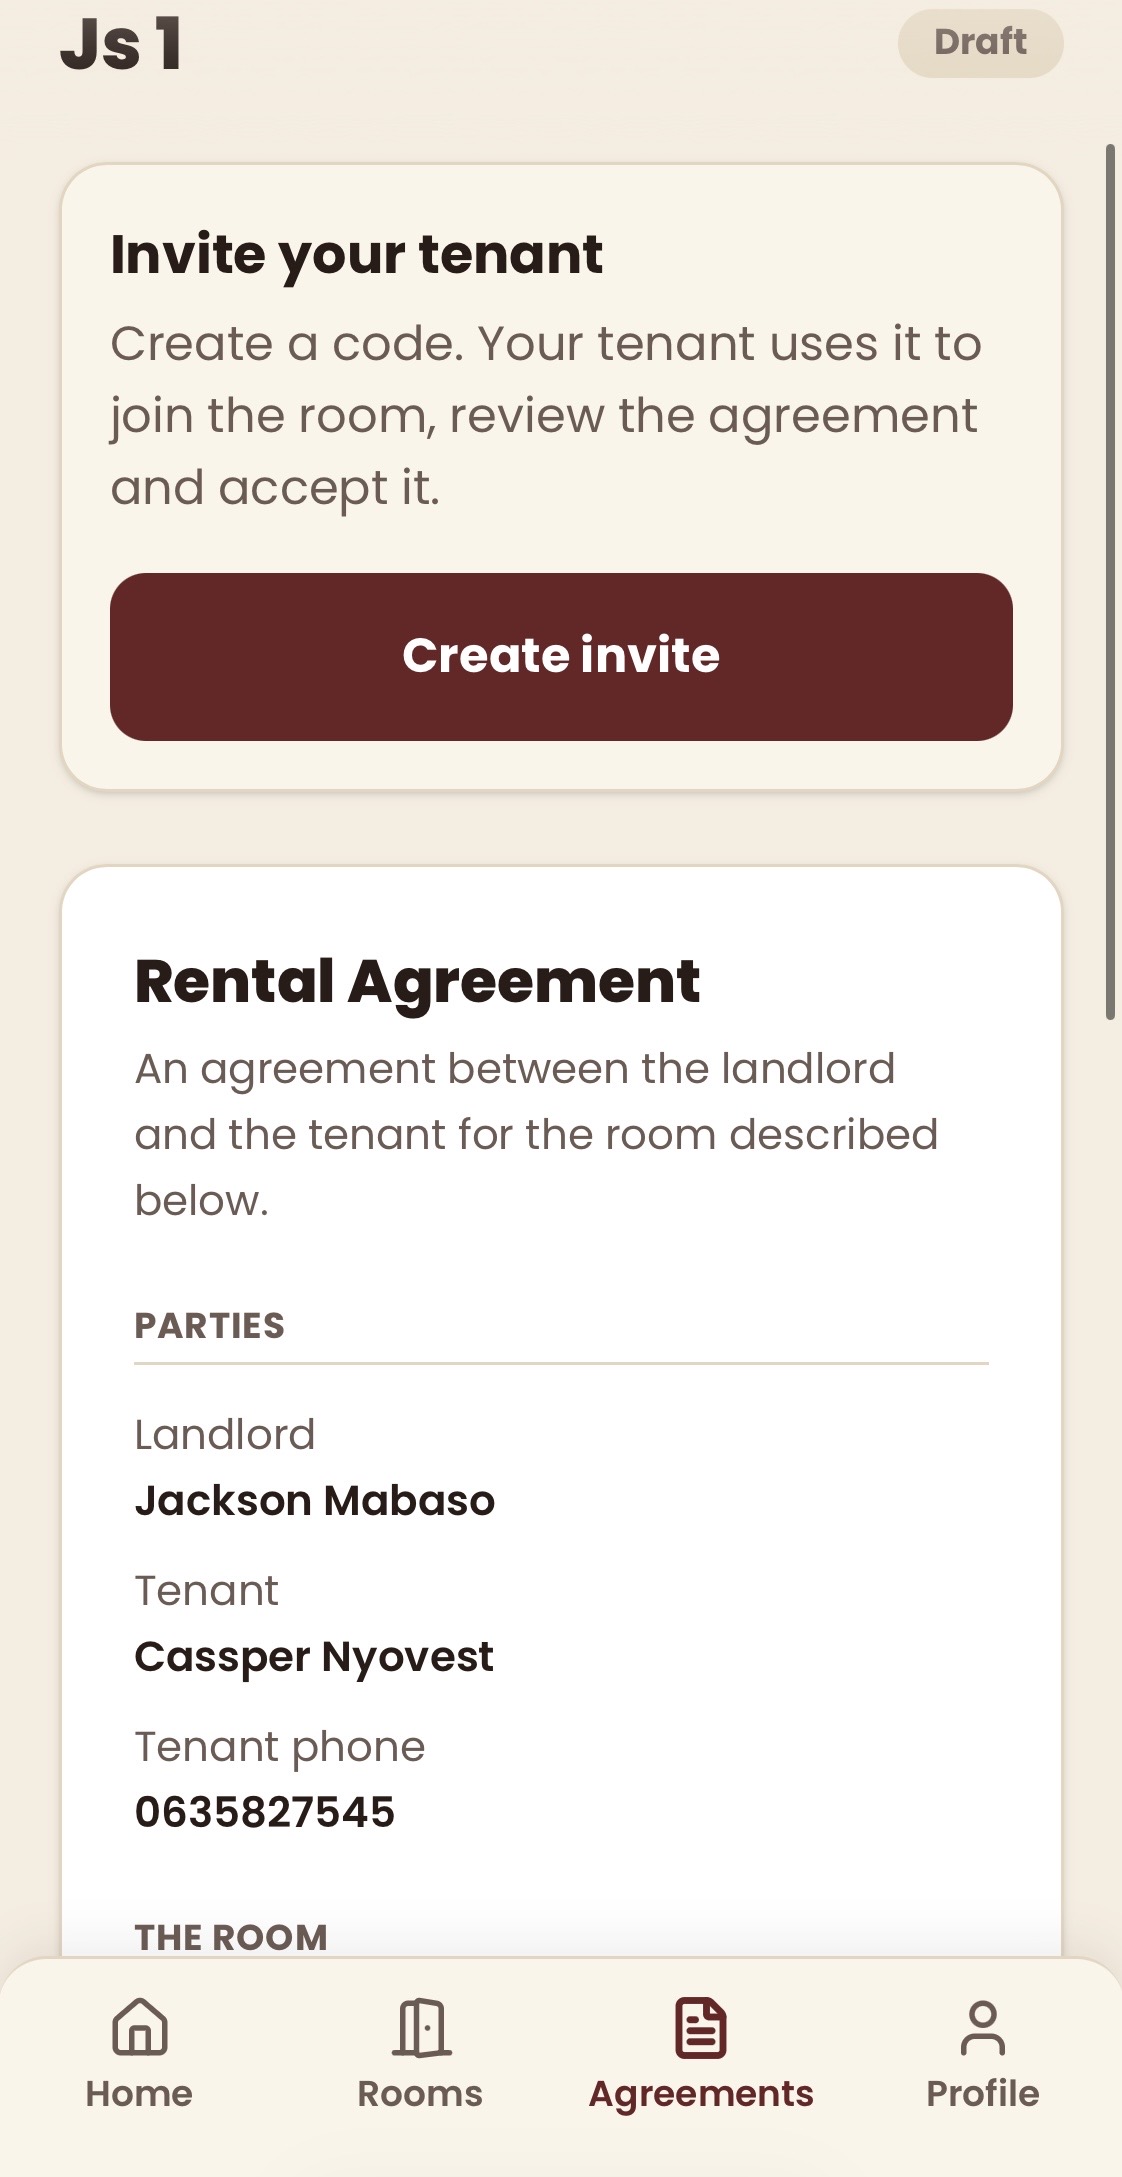 Js 1
Draft
Invite your tenant
Create a code. Your tenant uses it to
join the room, review the agreement
and accept it.
Create invite
Rental Agreement
An agreement between the landlord
and the tenant for the room described
below.
PARTIES
Landlord
Jackson Mabaso
Tenant
Cassper Nyovest
Tenant phone
0635827545
THE ROOM
Home
Rooms
Agreements
Profile